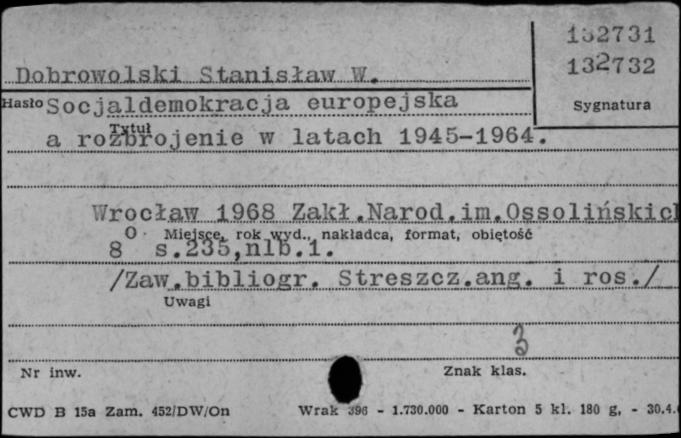 132731
132732
Dobrowolski Stanisław W.
Hasło Socjaldemokracja europejska
Sygnatura
Tytuł
a rozbrojenie w latach 1945-1964.
Wrocław 1968 Zakł.Narod.im.Ossolińskich
Miejsce, rok wyd., nakładca, format, objętość
8° s.235,nlb.1.
/Zaw.bibliogr. Streszcz.ang. i ros./
Uwagi
3
Nr inw.
Znak klas.
CWD B 15a Zam. 452/DW/On Wrak 396 - 1.730.000 - Karton 5 kl. 180 g, - 30.4.